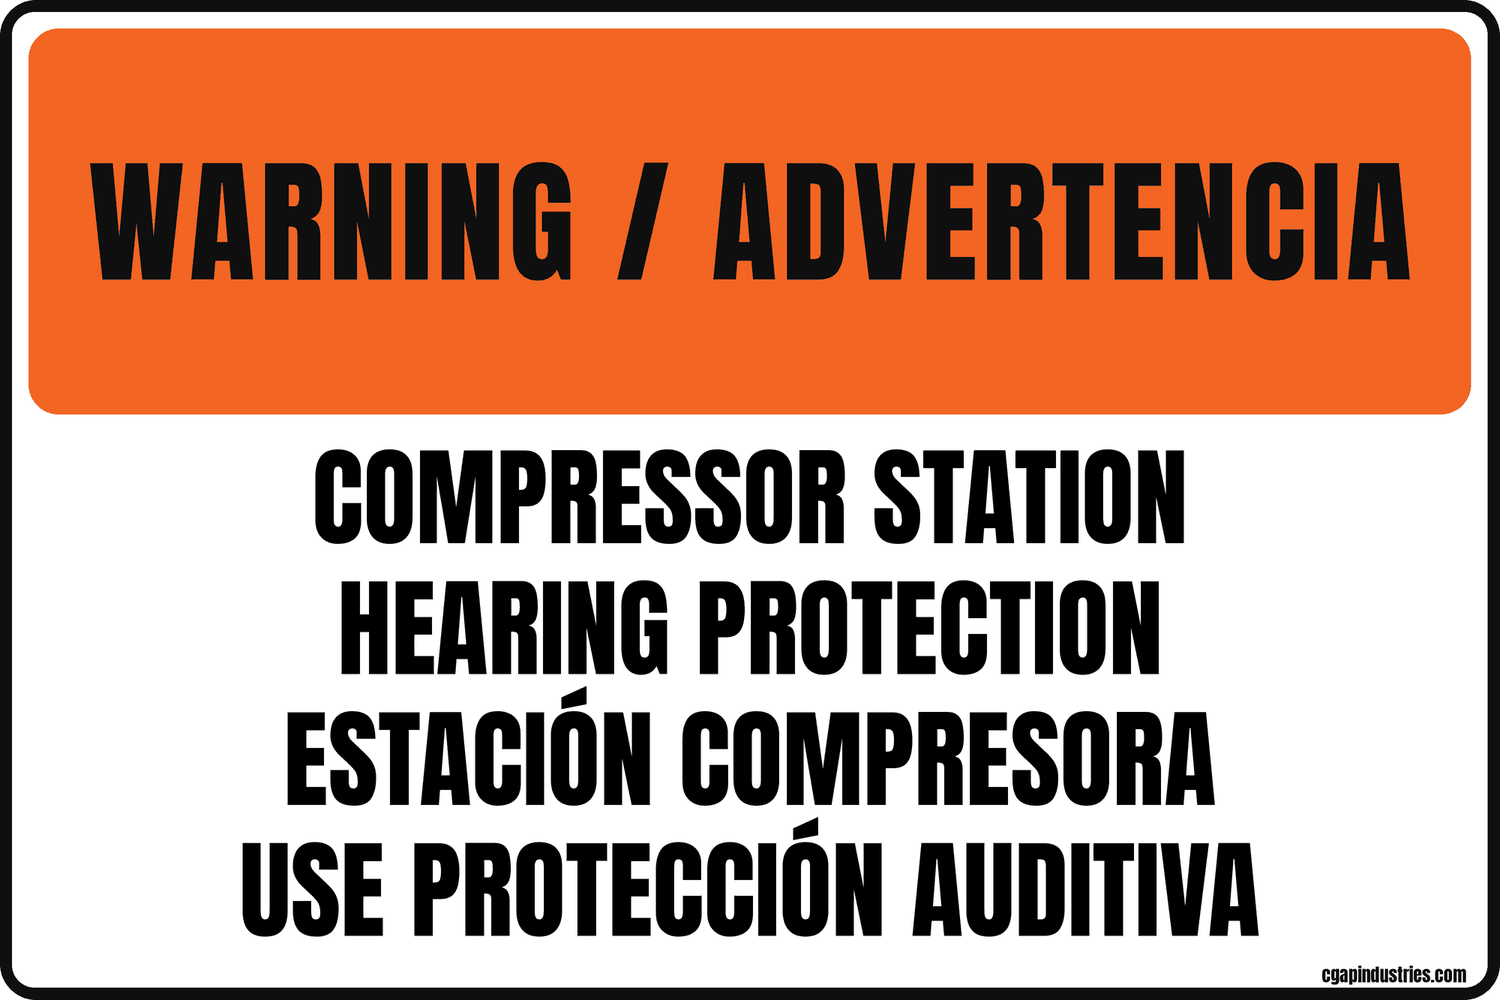 WARNING / ADVERTENCIA
COMPRESSOR STATION
HEARING PROTECTION
ESTACIÓN COMPRESORA
USE PROTECCIÓN AUDITIVA
cgapindustries.com